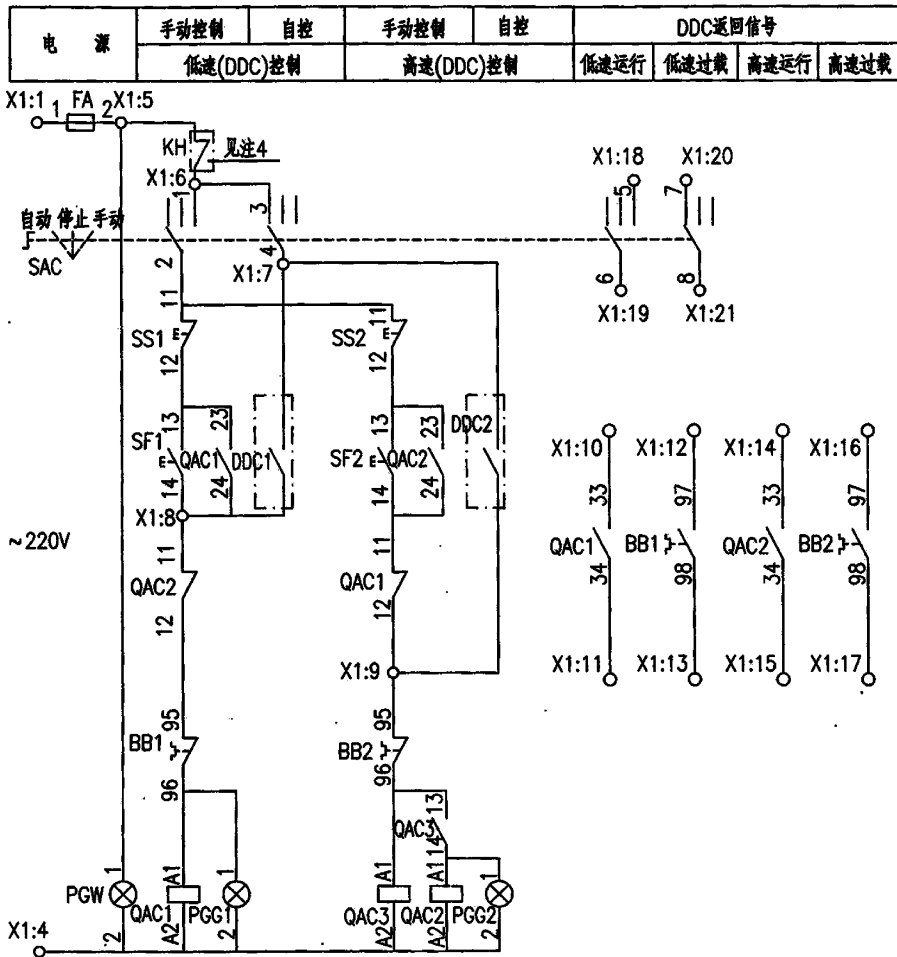 电 源 手动控制 自控 手动控制 自控 DDC返回信号
低速(DDC)控制 高速(DDC)控制 低速运行 低速过载 高速运行 高速过载
X1:1 1 FA 2 X1:5
KH 见注4
X1:6
X1:18 X1:20
1 3 5 7
自动 停止 手动
SAC
2 4 6 8
X1:7
X1:19 X1:21
11 11
SS1 SS2
12 12
13 23 13 23 DDC2
SF1 QAC1 DDC1 SF2 QAC2
14 24 14 24
X1:8
X1:10 X1:12 X1:14 X1:16
33 97 33 97
QAC1 BB1 QAC2 BB2
34 98 34 98
X1:11 X1:13 X1:15 X1:17
~220V
11 11
QAC2 QAC1
12 12
X1:9
95 95
BB1 BB2
96 96
13
QAC3
14
1 A1 1 A1 A1 1
PGW QAC1 PGG1 QAC3 QAC2 PGG2
2 A2 2 A2 A2 2
X1:4